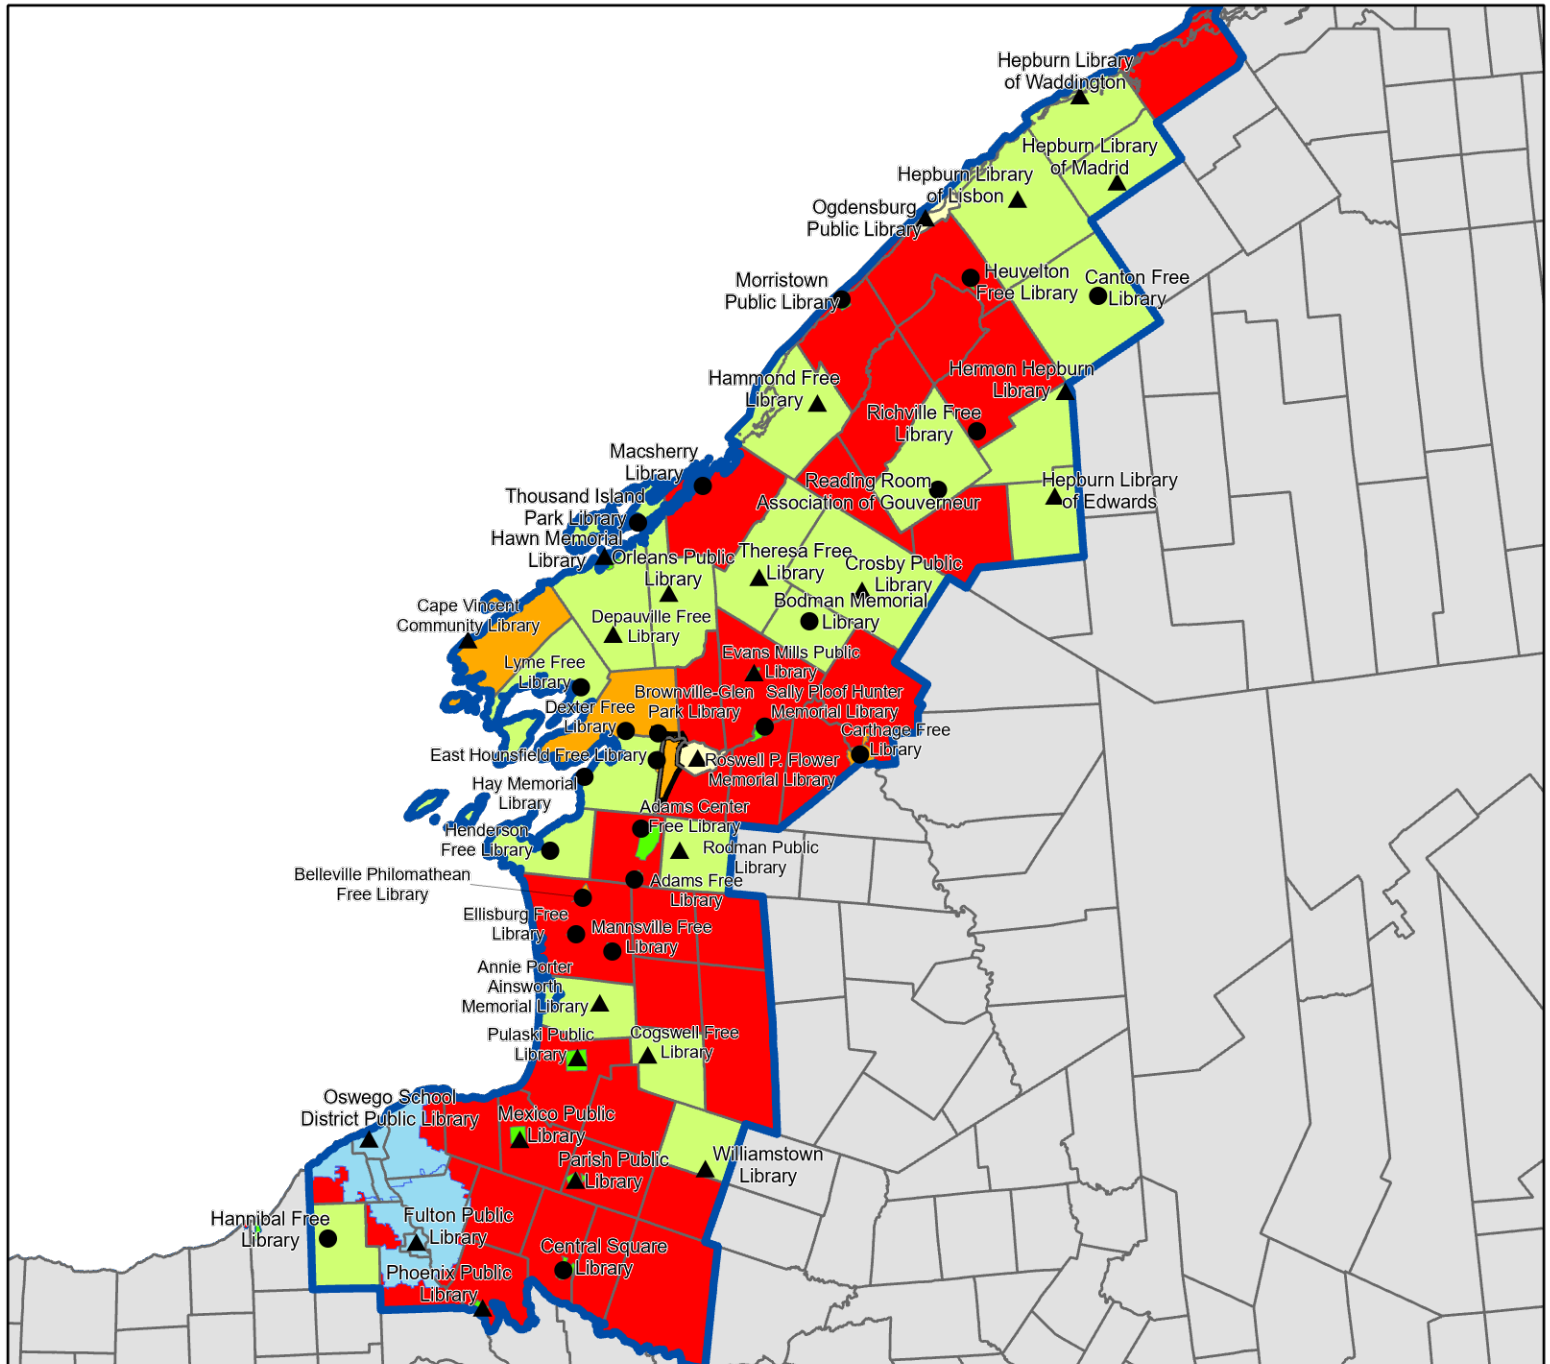 Hepburn Library
of Waddington
Hepburn Library
of Madrid
Hepburn Library
of Lisbon
Ogdensburg
Public Library
Morristown
Public Library
Heuvelton
Free Library
Canton Free
Library
Hammond Free
Library
Hermon Hepburn
Library
Richville Free
Library
Macsherry
Library
Reading Room
Association of Gouverneur
Hepburn Library
of Edwards
Thousand Island
Park Library
Hawn Memorial
Library
Orleans Public
Library
Theresa Free
Library
Crosby Public
Library
Bodman Memorial
Library
Cape Vincent
Community Library
Depauville Free
Library
Evans Mills Public
Library
Lyme Free
Library
Brownville-Glen
Park Library
Sally Ploof Hunter
Memorial Library
Dexter Free
Library
Carthage Free
Library
East Hounsfield Free Library
Roswell P. Flower
Memorial Library
Hay Memorial
Library
Adams Center
Free Library
Henderson
Free Library
Rodman Public
Library
Belleville Philomathean
Free Library
Adams Free
Library
Ellisburg Free
Library
Mannsville Free
Library
Annie Porter
Ainsworth
Memorial Library
Pulaski Public
Library
Cogswell Free
Library
Oswego School
District Public Library
Mexico Public
Library
Parish Public
Library
Williamstown
Library
Hannibal Free
Library
Fulton Public
Library
Central Square
Library
Phoenix Public
Library